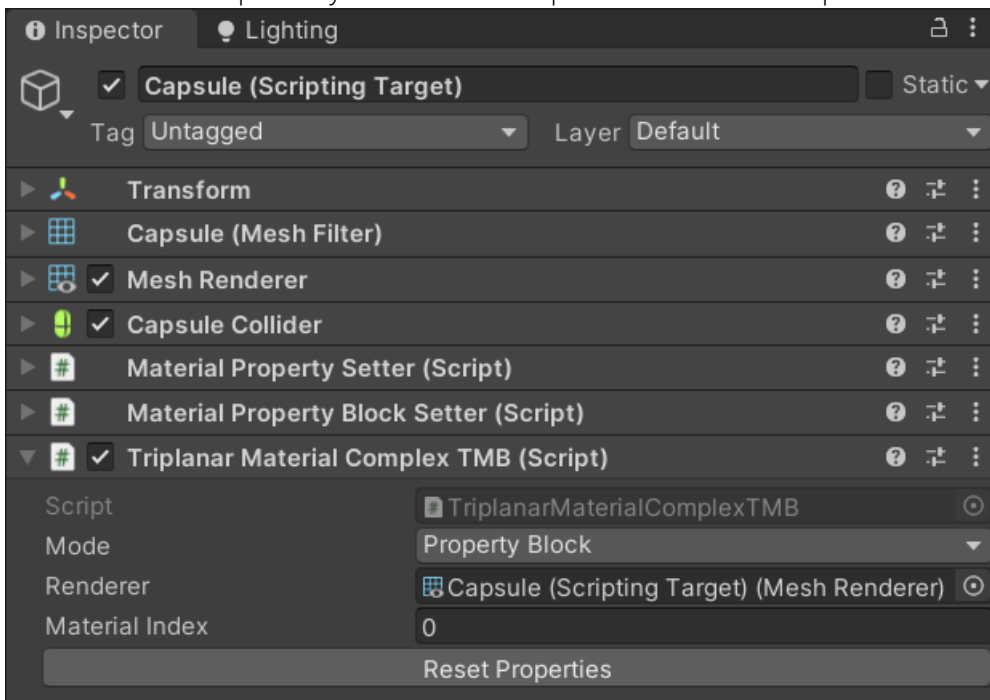 Inspector Lighting
Capsule (Scripting Target) Static
Tag Untagged Layer Default
Transform
Capsule (Mesh Filter)
Mesh Renderer
Capsule Collider
# Material Property Setter (Script)
# Material Property Block Setter (Script)
# Triplanar Material Complex TMB (Script)
Script # TriplanarMaterialComplexTMB
Mode Property Block
Renderer Capsule (Scripting Target) (Mesh Renderer)
Material Index 0
Reset Properties